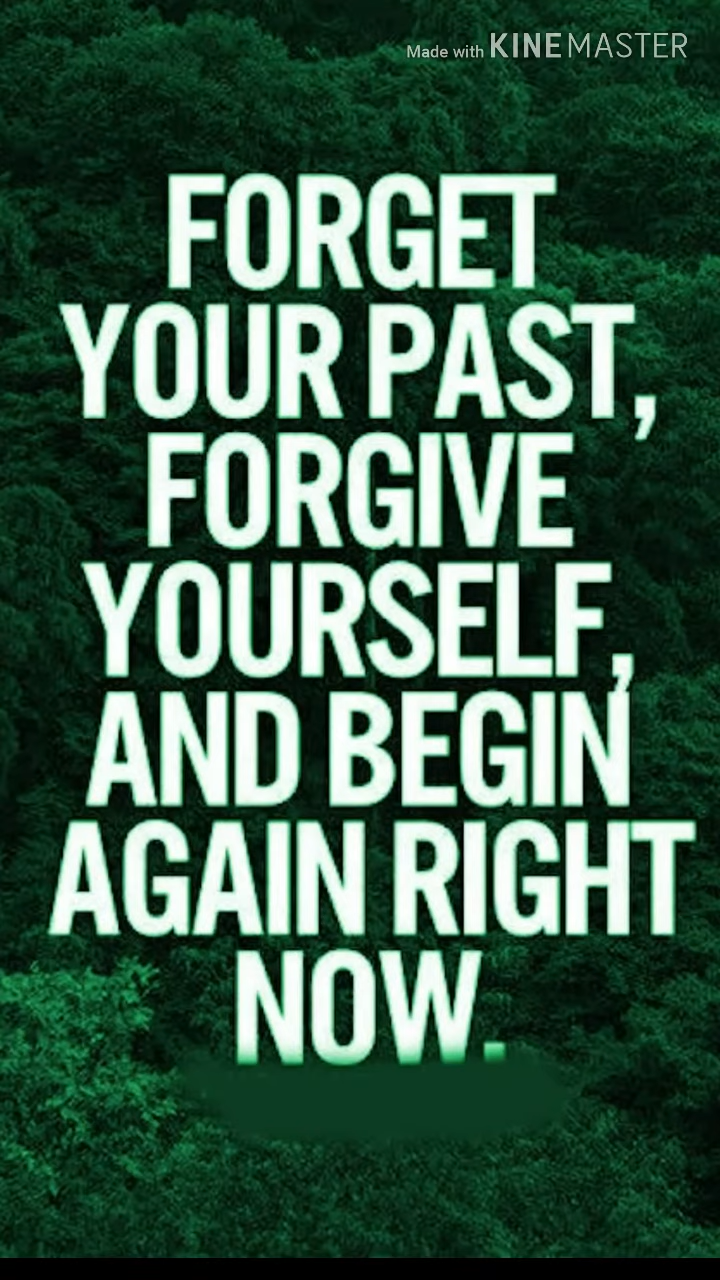 Made with KINEMASTER
FORGET
YOUR PAST,
FORGIVE
YOURSELF,
AND BEGIN
AGAIN RIGHT
NOW.